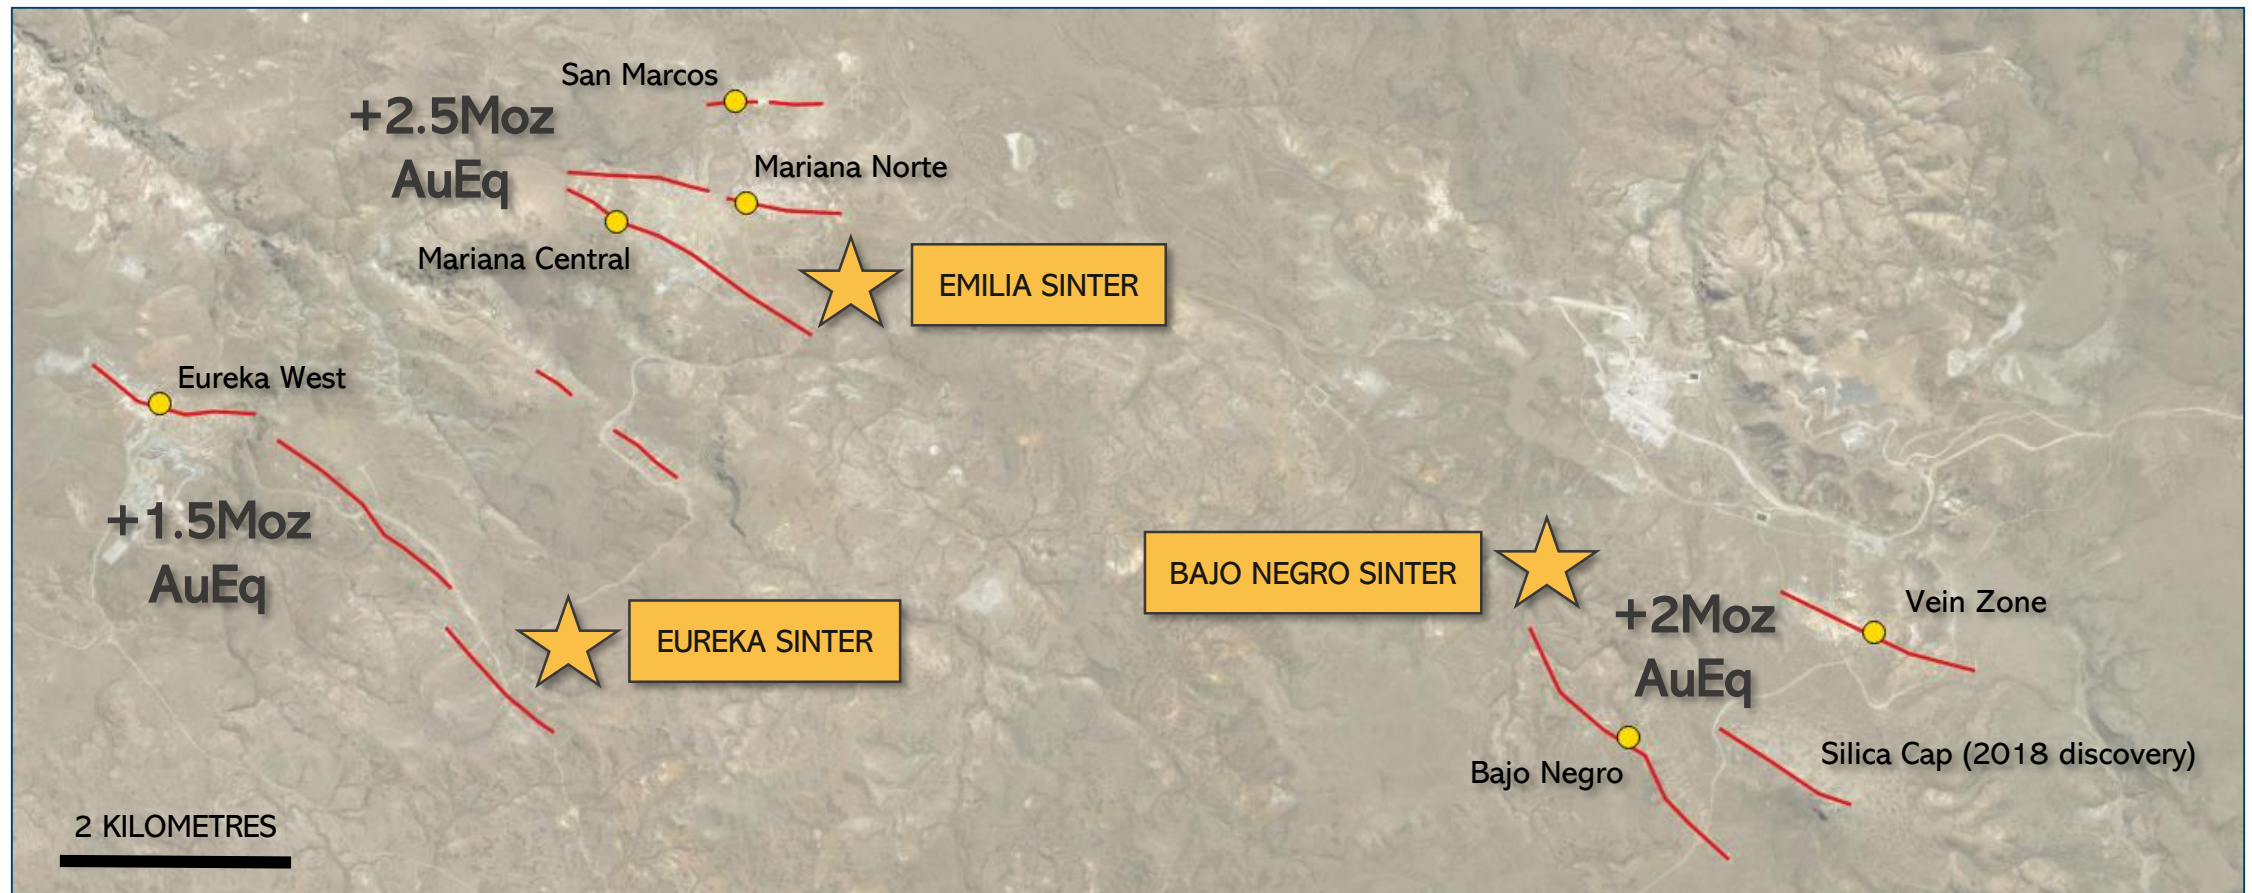 San Marcos
+2.5Moz
AuEq
Mariana Norte
Mariana Central
EMILIA SINTER
Eureka West
+1.5Moz
AuEq
EUREKA SINTER
BAJO NEGRO SINTER
+2Moz
AuEq
Vein Zone
Bajo Negro
Silica Cap (2018 discovery)
2 KILOMETRES